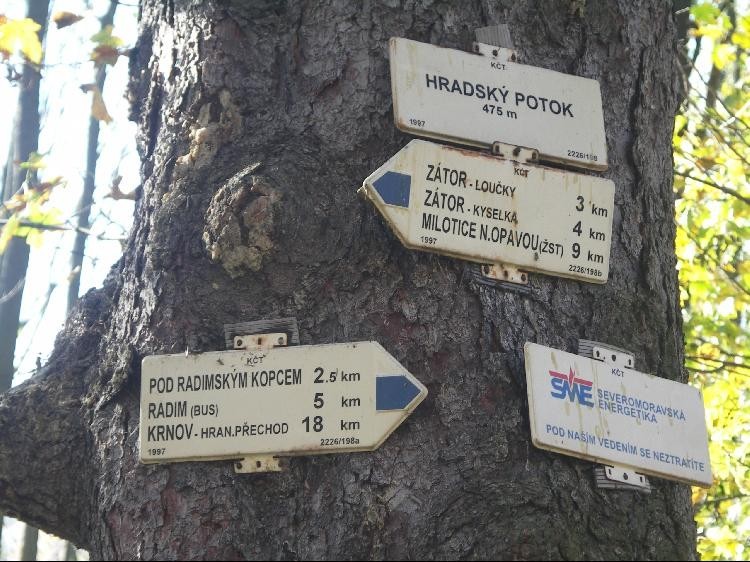 KČT
HRADSKÝ POTOK
475 m
1997 2226/198
KČT
ZÁTOR - LOUČKY 3 km
ZÁTOR - KYSELKA 4 km
MILOTICE N.OPAVOU(ŽST) 9 km
1997 2226/198b
KČT
POD RADIMSKÝM KOPCEM 2.5 km
RADIM (BUS) 5 km
KRNOV - HRAN.PŘECHOD 18 km
1997 2226/198a
KČT
SME SEVEROMORAVSKÁ
ENERGETIKA
POD NAŠÍM VEDENÍM SE NEZTRATÍTE